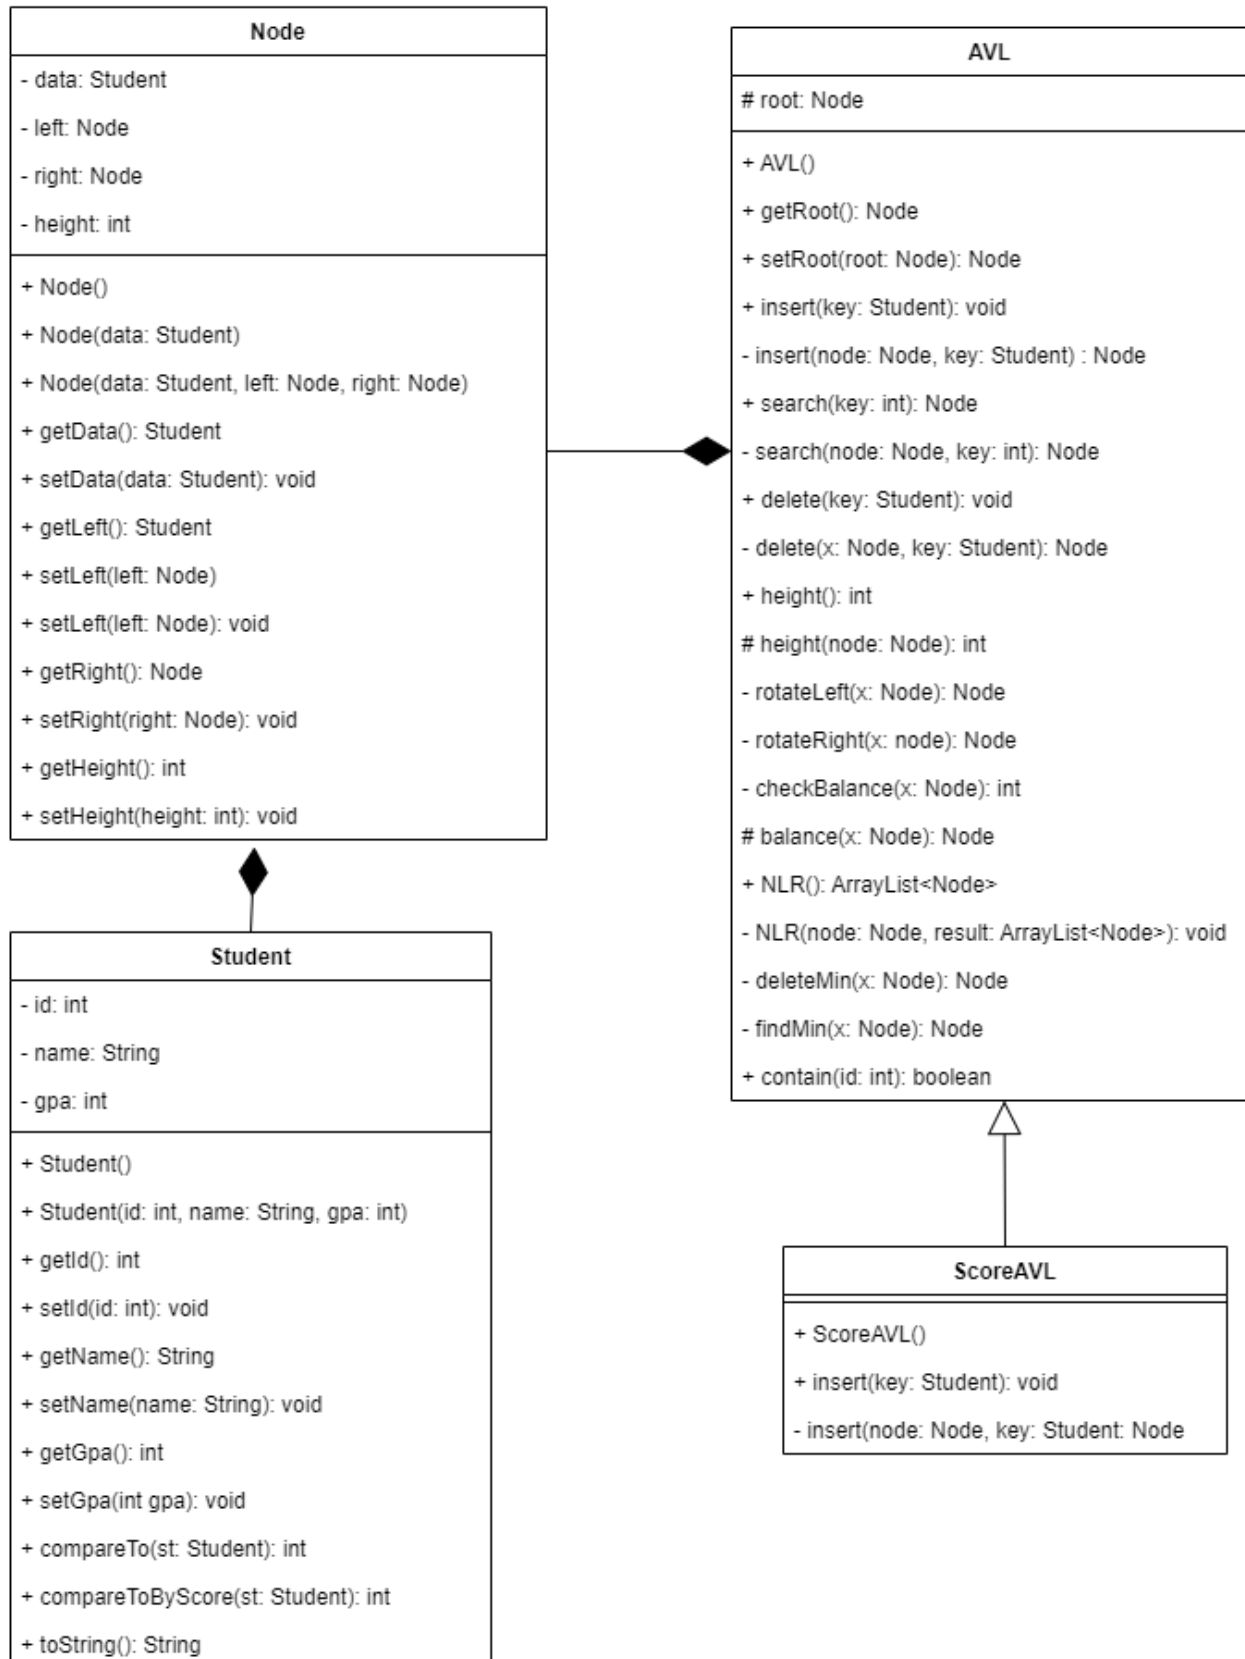 Node
- data: Student
- left: Node
- right: Node
- height: int
+ Node()
+ Node(data: Student)
+ Node(data: Student, left: Node, right: Node)
+ getData(): Student
+ setData(data: Student): void
+ getLeft(): Student
+ setLeft(left: Node)
+ setLeft(left: Node): void
+ getRight(): Node
+ setRight(right: Node): void
+ getHeight(): int
+ setHeight(height: int): void
AVL
# root: Node
+ AVL()
+ getRoot(): Node
+ setRoot(root: Node): Node
+ insert(key: Student): void
- insert(node: Node, key: Student) : Node
+ search(key: int): Node
- search(node: Node, key: int): Node
+ delete(key: Student): void
- delete(x: Node, key: Student): Node
+ height(): int
# height(node: Node): int
- rotateLeft(x: Node): Node
- rotateRight(x: node): Node
- checkBalance(x: Node): int
# balance(x: Node): Node
+ NLR(): ArrayList<Node>
- NLR(node: Node, result: ArrayList<Node>): void
- deleteMin(x: Node): Node
- findMin(x: Node): Node
+ contain(id: int): boolean
Student
- id: int
- name: String
- gpa: int
+ Student()
+ Student(id: int, name: String, gpa: int)
+ getId(): int
+ setId(id: int): void
+ getName(): String
+ setName(name: String): void
+ getGpa(): int
+ setGpa(int gpa): void
+ compareTo(st: Student): int
+ compareToByScore(st: Student): int
+ toString(): String
ScoreAVL
+ ScoreAVL()
+ insert(key: Student): void
- insert(node: Node, key: Student: Node